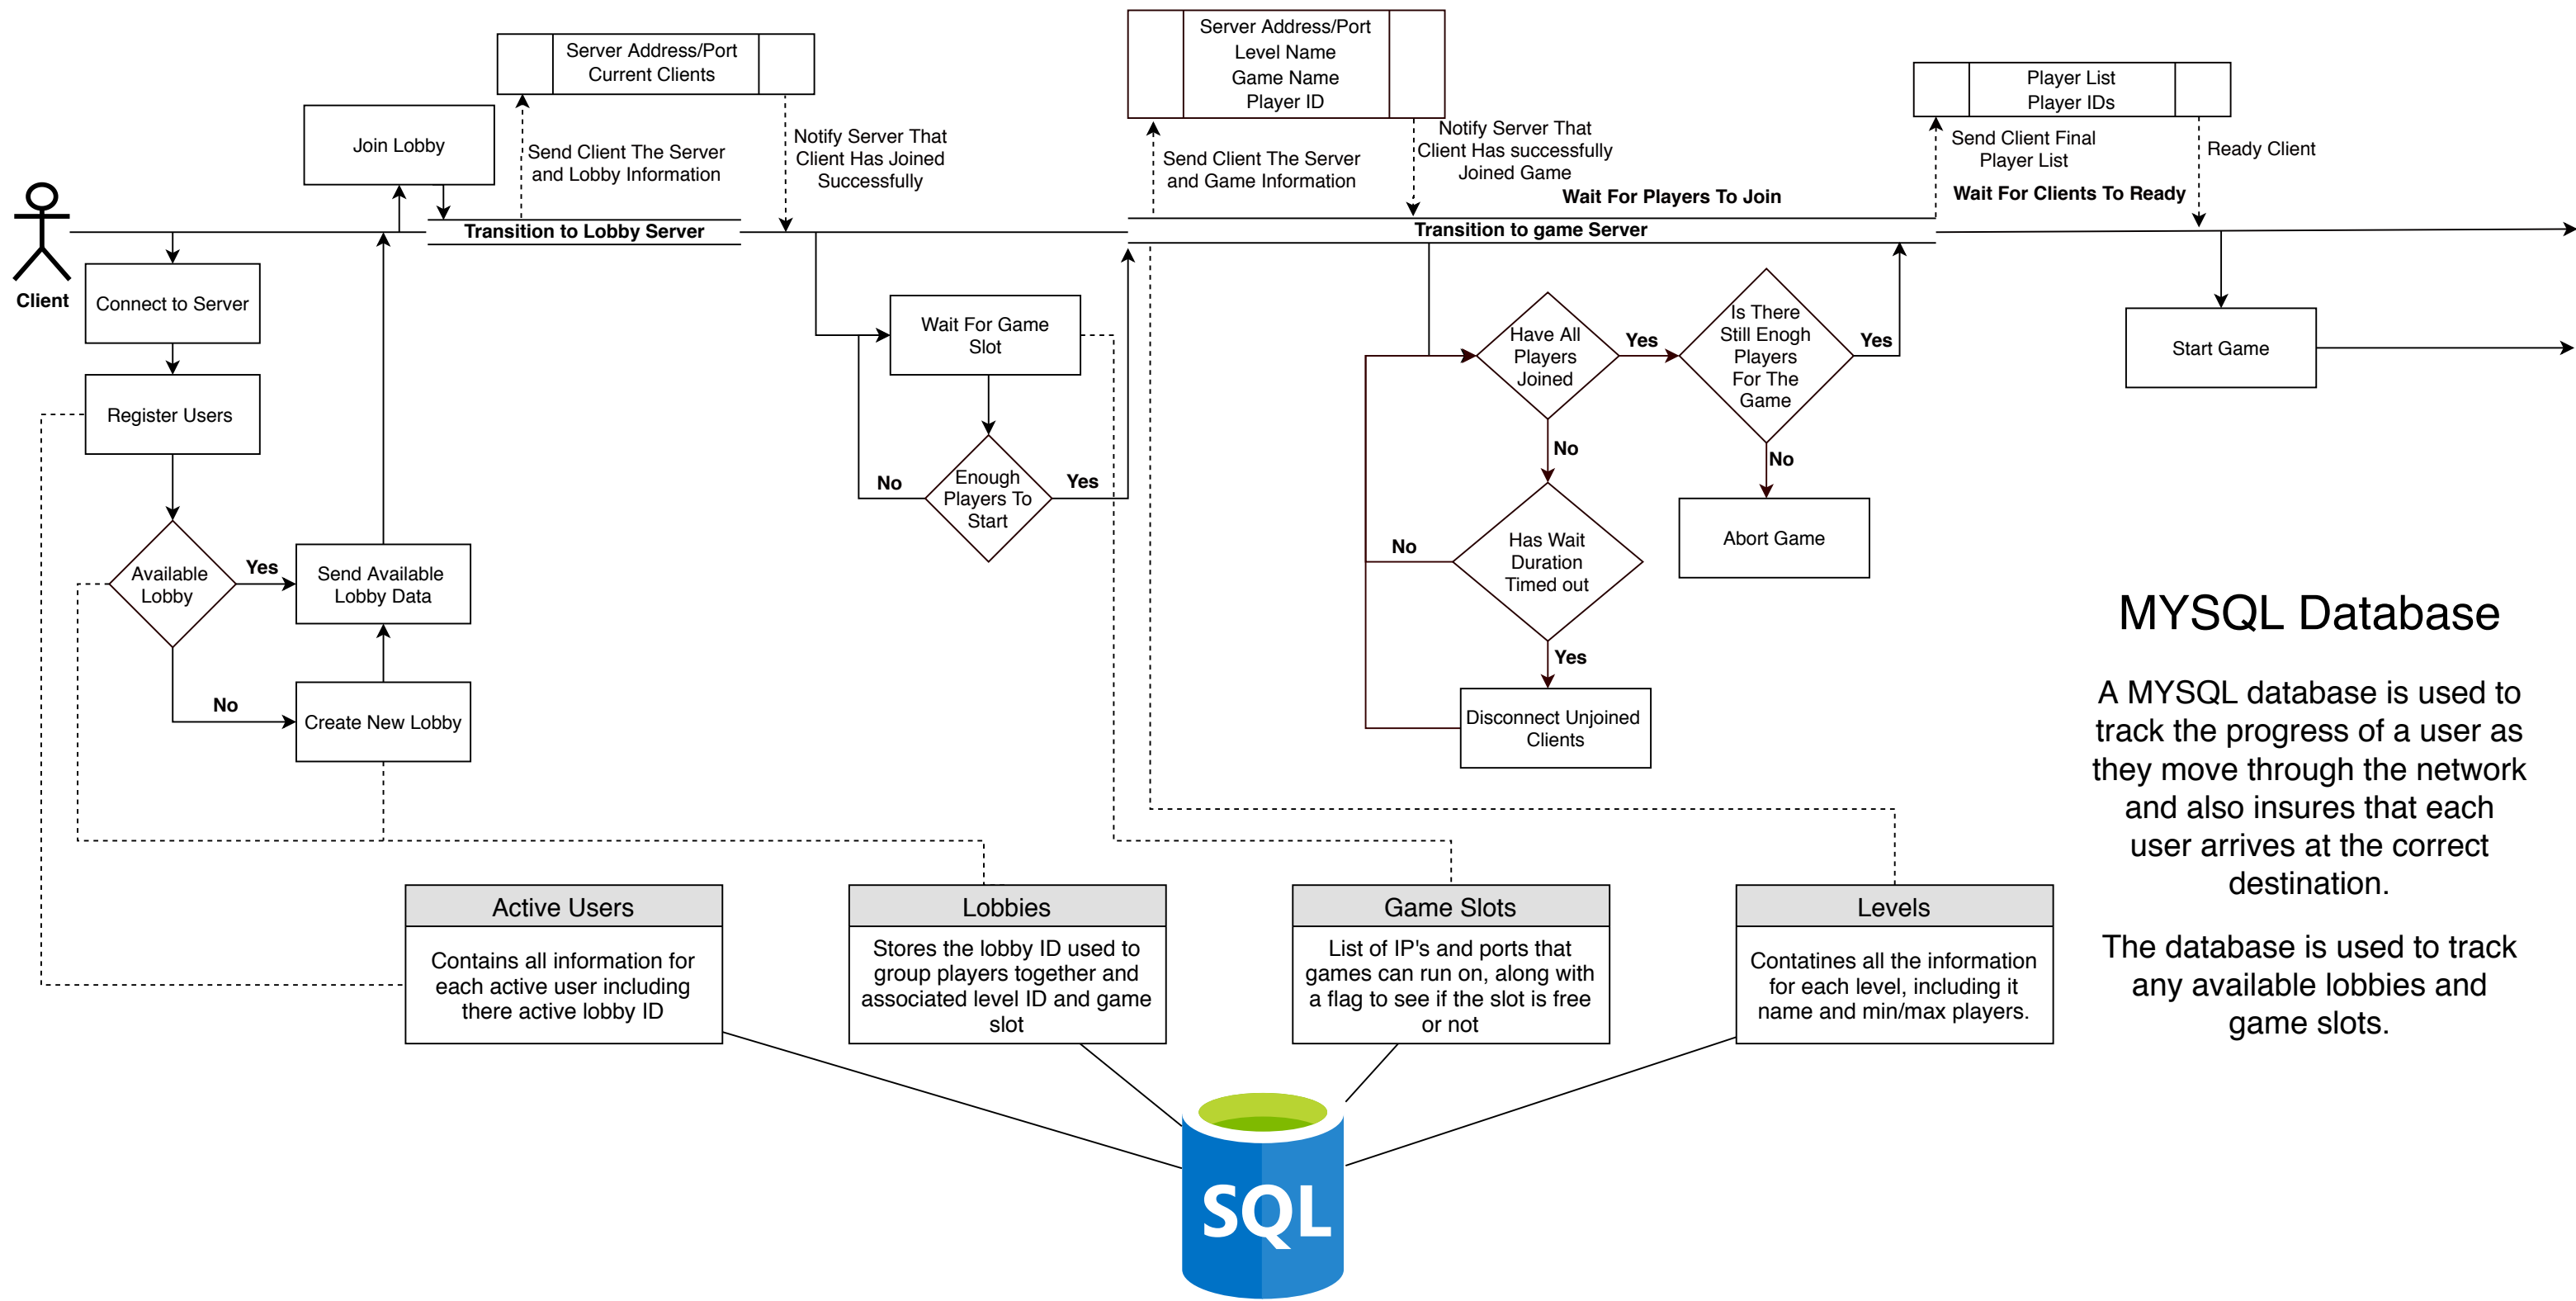 Server Address/Port
Current Clients
Server Address/Port
Level Name
Game Name
Player ID
Player List
Player IDs
Join Lobby
Send Client The Server
and Lobby Information
Notify Server That
Client Has Joined
Successfully
Send Client The Server
and Game Information
Notify Server That
Client Has successfully
Joined Game
Wait For Players To Join
Send Client Final
Player List
Ready Client
Wait For Clients To Ready
Transition to Lobby Server
Transition to game Server
Client
Connect to Server
Register Users
Available
Lobby
Yes
No
Send Available
Lobby Data
Create New Lobby
Wait For Game
Slot
Enough
Players To
Start
No
Yes
Have All
Players
Joined
Yes
No
Is There
Still Enogh
Players
For The
Game
Yes
No
Abort Game
Has Wait
Duration
Timed out
No
Yes
Disconnect Unjoined
Clients
Start Game
MYSQL Database
A MYSQL database is used to
track the progress of a user as
they move through the network
and also insures that each
user arrives at the correct
destination.
The database is used to track
any available lobbies and
game slots.
Active Users
Contains all information for
each active user including
there active lobby ID
Lobbies
Stores the lobby ID used to
group players together and
associated level ID and game
slot
Game Slots
List of IP's and ports that
games can run on, along with
a flag to see if the slot is free
or not
Levels
Contatines all the information
for each level, including it
name and min/max players.
SQL